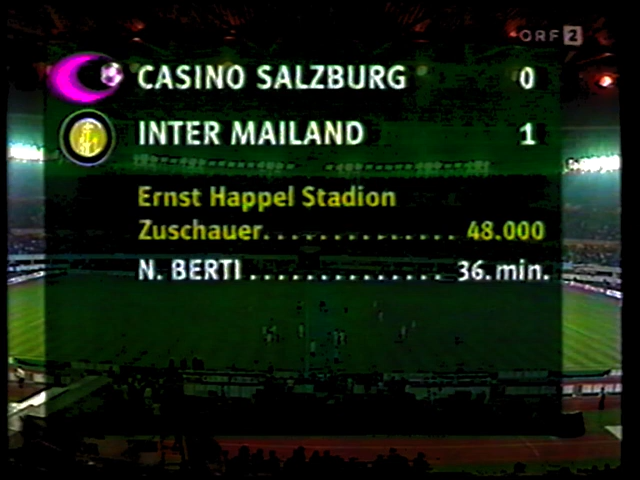 ORF 2
CASINO SALZBURG 0
INTER MAILAND 1
Ernst Happel Stadion
Zuschauer.............. 48.000
N. BERTI.............. 36.min.